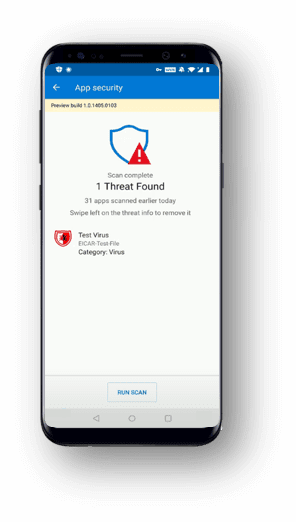 App security
Preview build 1.0.1405.0103
Scan complete
1 Threat Found
31 apps scanned earlier today
Swipe left on the threat info to remove it
Test Virus
EICAR-Test-File
Category: Virus
RUN SCAN